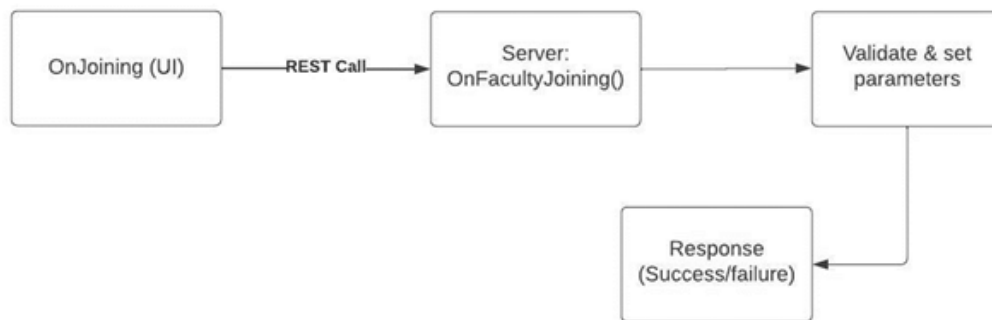 OnJoining (UI)
REST Call
Server:
OnFacultyJoining()
Validate & set
parameters
Response
(Success/failure)